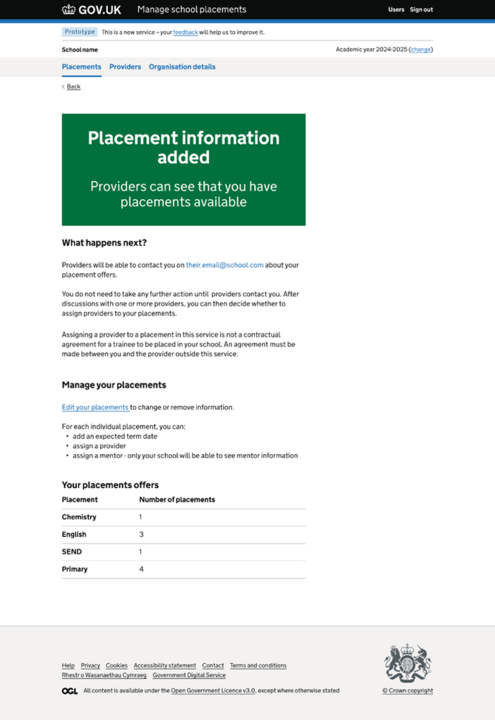 GOV.UK Manage school placements Users Sign out
Prototype This is a new service – your feedback will help us to improve it.
School name Academic year 2024-2025 (change)
Placements Providers Organisation details
Back
Placement information
added
Providers can see that you have
placements available
What happens next?
Providers will be able to contact you on their.email@school.com about your
placement offers.
You do not need to take any further action until providers contact you. After
discussions with one or more providers, you can then decide whether to
assign providers to your placements.
Assigning a provider to a placement in this service is not a contractual
agreement for a trainee to be placed in your school. An agreement must be
made between you and the provider outside this service.
Manage your placements
Edit your placements to change or remove information.
For each individual placement, you can:
• add an expected term date
• assign a provider
• assign a mentor - only your school will be able to see mentor information
Your placements offers
Placement Number of placements
Chemistry 1
English 3
SEND 1
Primary 4
Help Privacy Cookies Accessibility statement Contact Terms and conditions
Rhestr o Wasanaethau Cymraeg Government Digital Service
OGL All content is available under the Open Government Licence v3.0, except where otherwise stated
© Crown copyright